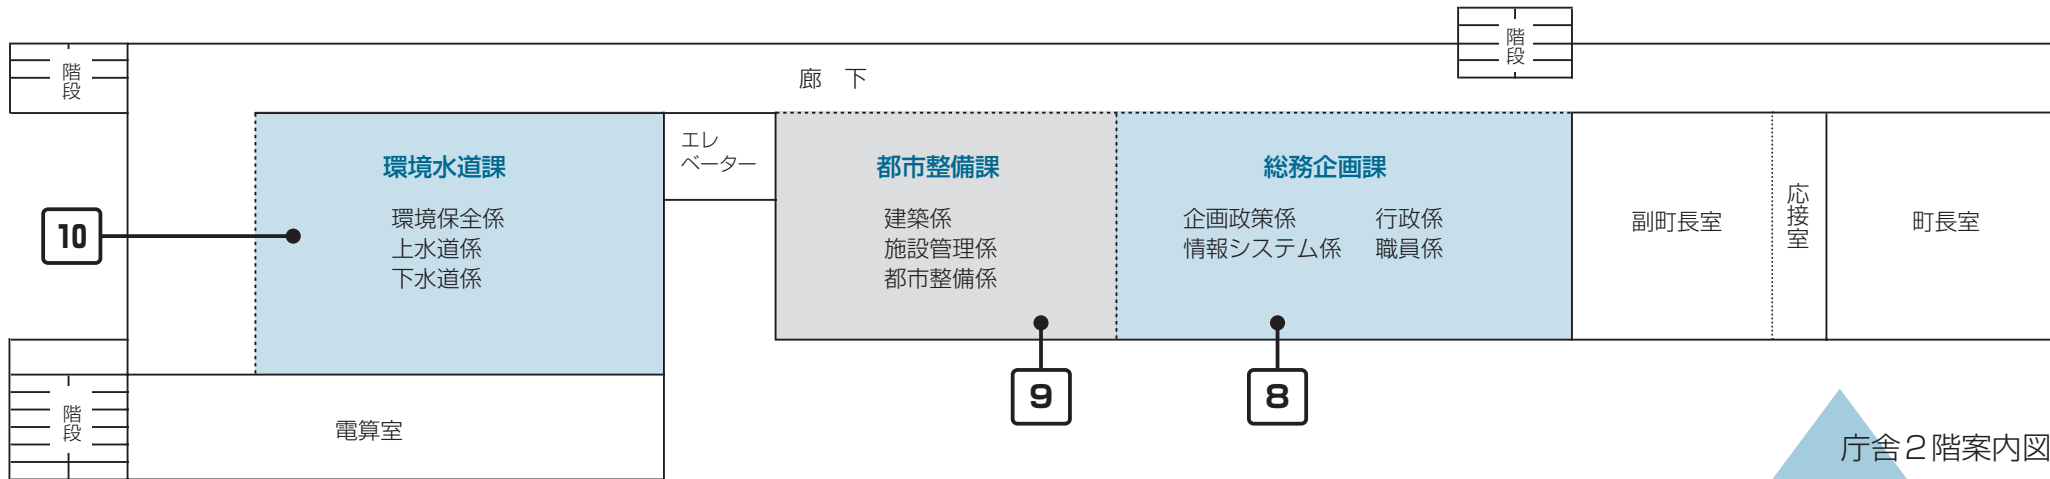 階段
階段
廊　下
エレ
ベーター
環境水道課
環境保全係
上水道係
下水道係
10
都市整備課
建築係
施設管理係
都市整備係
9
総務企画課
企画政策係　行政係
情報システム係　職員係
8
副町長室
応接室
町長室
階段
電算室
庁舎２階案内図